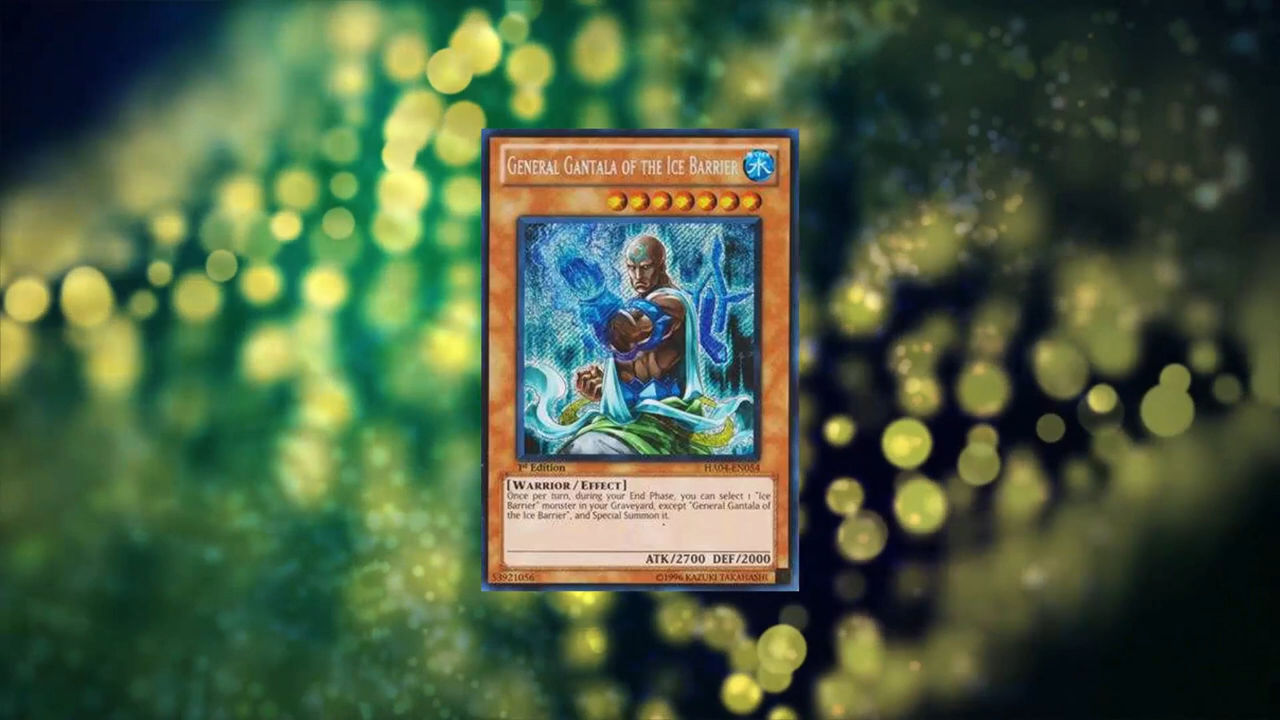 GENERAL GANTALA OF THE ICE BARRIER
WATER
水
1st Edition
HA04-EN054
[WARRIOR / EFFECT]
Once per turn, during your End Phase, you can select 1 "Ice
Barrier" monster in your Graveyard, except "General Gantala of
the Ice Barrier", and Special Summon it.
ATK/2700 DEF/2000
53921056
©1996 KAZUKI TAKAHASHI